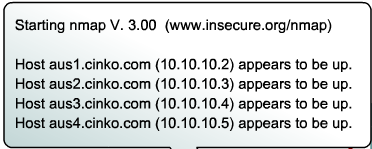 Starting nmap V. 3.00 (www.insecure.org/nmap)
Host aus1.cinko.com (10.10.10.2) appears to be up.
Host aus2.cinko.com (10.10.10.3) appears to be up.
Host aus3.cinko.com (10.10.10.4) appears to be up.
Host aus4.cinko.com (10.10.10.5) appears to be up.